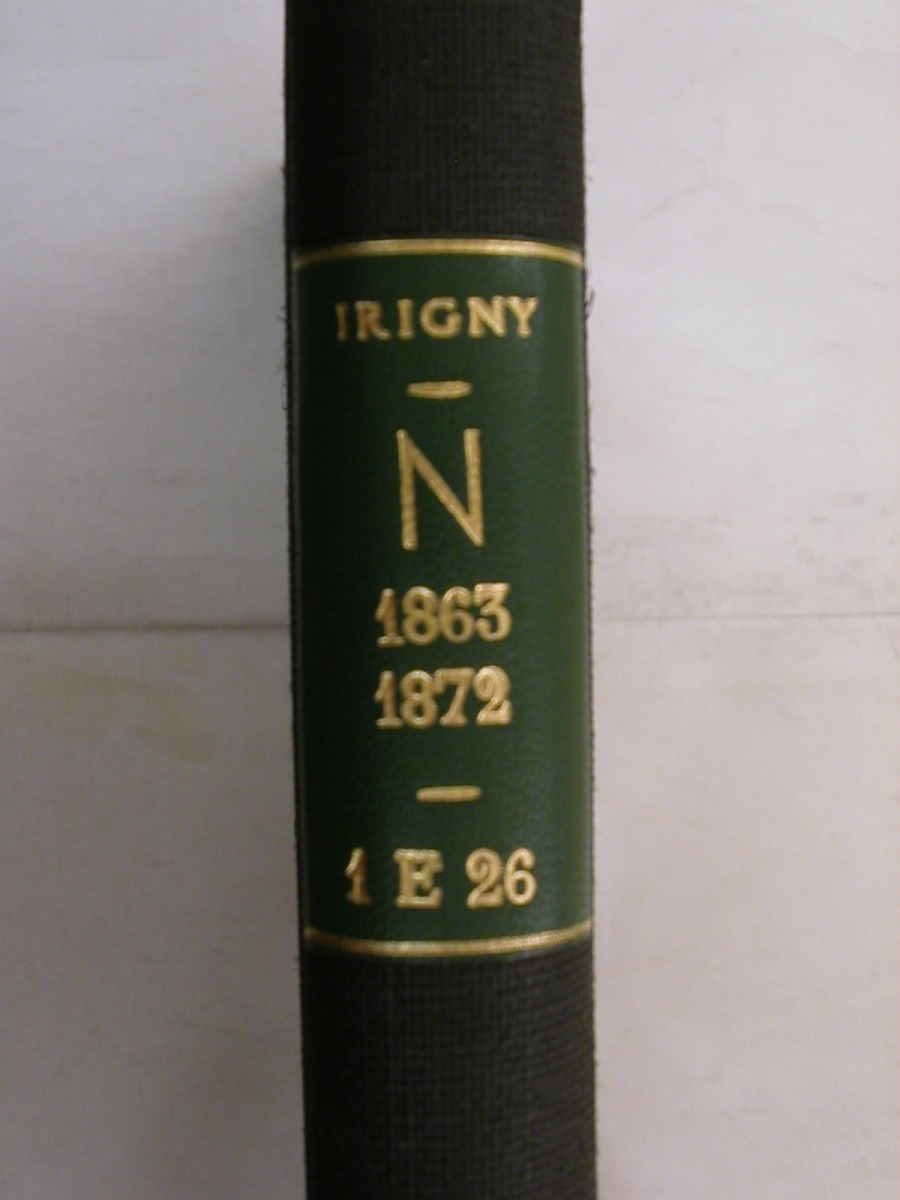 IRIGNY
—
N
1863
1872
—
1 E 26